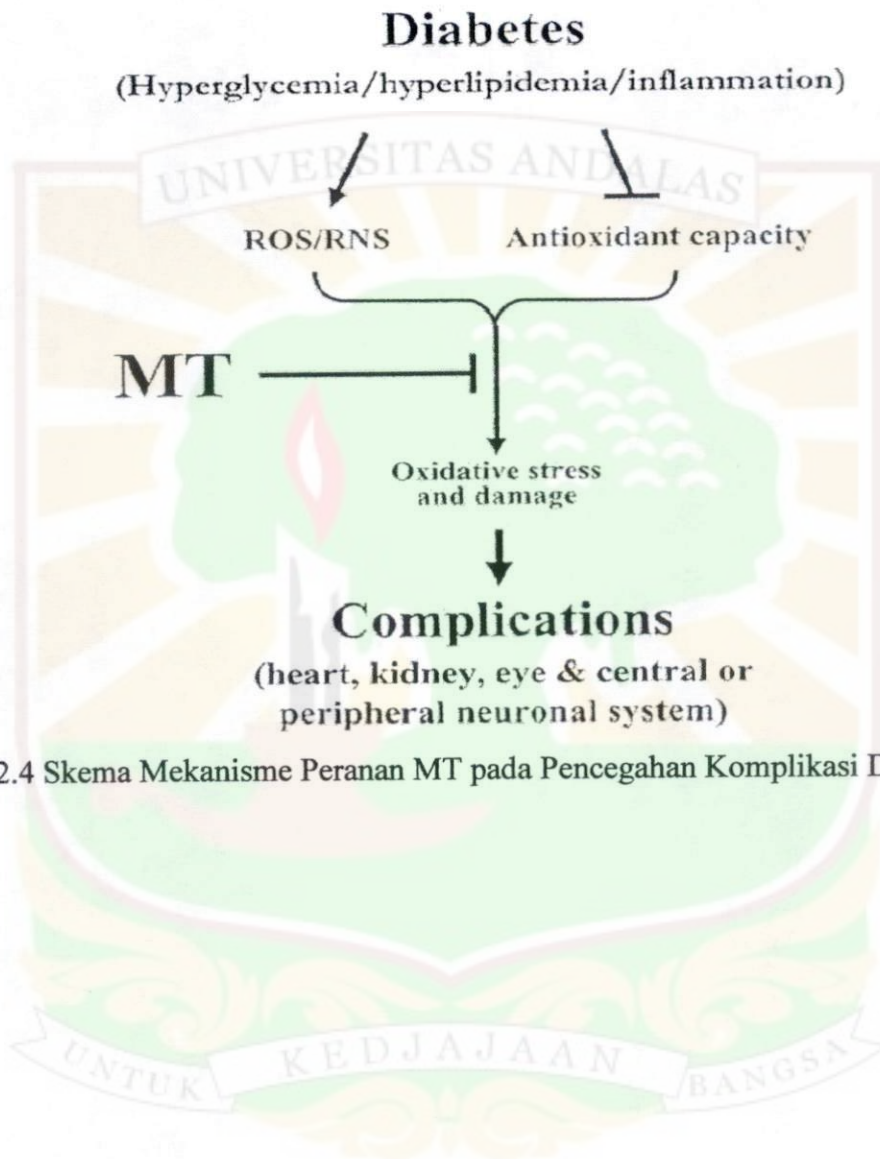 Diabetes
(Hyperglycemia/hyperlipidemia/inflammation)
UNIVERSITAS ANDALAS
ROS/RNS
Antioxidant capacity
MT
Oxidative stress
and damage
Complications
(heart, kidney, eye & central or
peripheral neuronal system)
2.4 Skema Mekanisme Peranan MT pada Pencegahan Komplikasi D
UNTUK KEDJAJAAN BANGSA